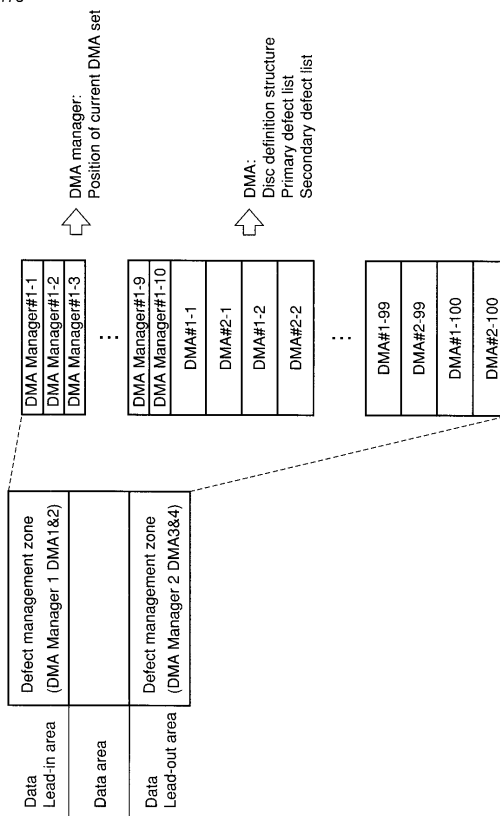 Data
Lead-in area
Data area
Data
Lead-out area
Defect management zone
(DMA Manager 1 DMA1&2)
Defect management zone
(DMA Manager 2 DMA3&4)
DMA Manager#1-1
DMA Manager#1-2
DMA Manager#1-3
⋮
DMA Manager#1-9
DMA Manager#1-10
DMA#1-1
DMA#2-1
DMA#1-2
DMA#2-2
⋮
DMA#1-99
DMA#2-99
DMA#1-100
DMA#2-100
DMA manager:
Position of current DMA set
DMA:
Disc definition structure
Primary defect list
Secondary defect list